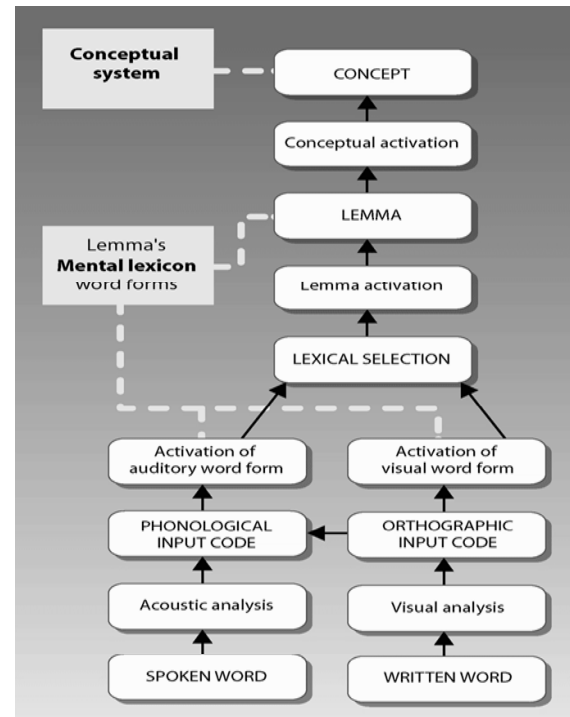 Conceptual
system
CONCEPT
Conceptual activation
LEMMA
Lemma's
Mental lexicon
word forms
Lemma activation
LEXICAL SELECTION
Activation of
auditory word form
Activation of
visual word form
PHONOLOGICAL
INPUT CODE
ORTHOGRAPHIC
INPUT CODE
Acoustic analysis
Visual analysis
SPOKEN WORD
WRITTEN WORD